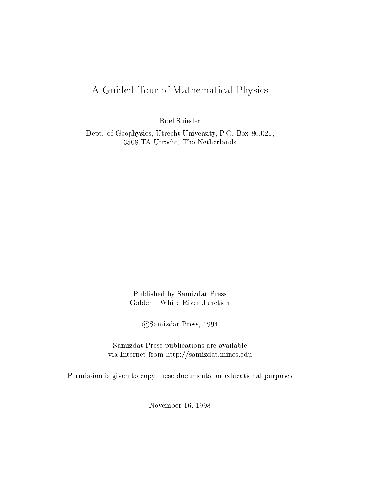 A Guided Tour of Mathematical Physics
Roel Snieder
Dept. of Geophysics, Utrecht University, P.O. Box 80.021,
3508 TA Utrecht, The Netherlands
Published by Samizdat Press
Golden · White River Junction
©Samizdat Press, 1994
Samizdat Press publications are available
via Internet from http://samizdat.mines.edu
Permission is given to copy these documents for educational purposes
November 16, 1998